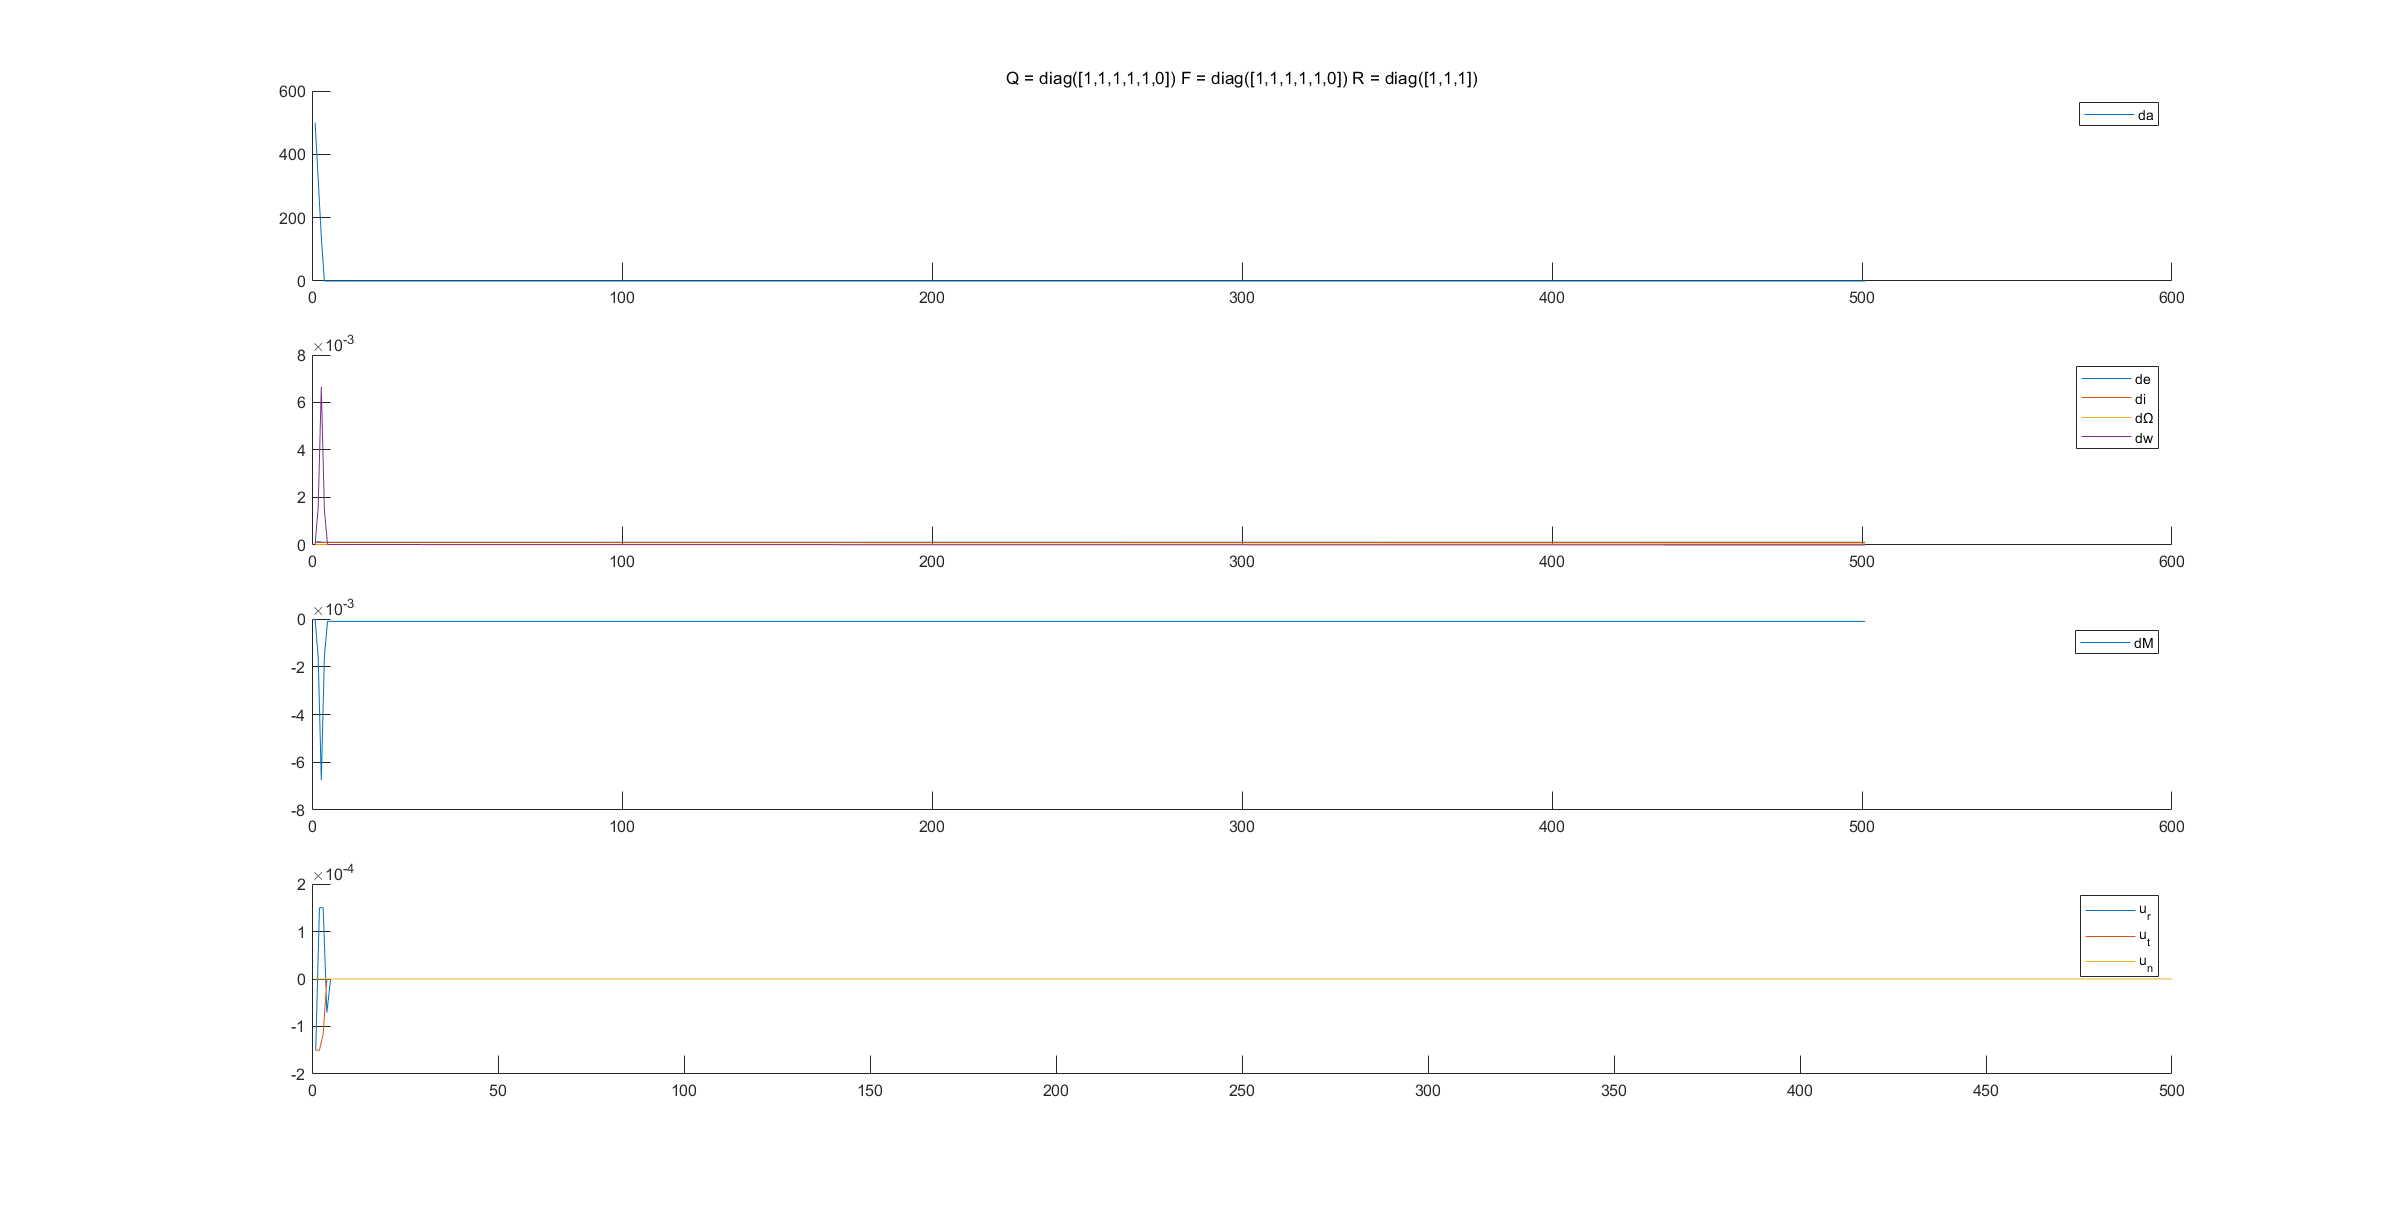 Q = diag([1,1,1,1,1,0]) F = diag([1,1,1,1,1,0]) R = diag([1,1,1])
600
400
200
0
0 100 200 300 400 500 600
da
×10-3
8
6
4
2
0
0 100 200 300 400 500 600
de
di
dΩ
dw
×10-3
0
-2
-4
-6
-8
0 100 200 300 400 500 600
dM
×10-4
2
1
0
-1
-2
0 50 100 150 200 250 300 350 400 450 500
ur
ut
un